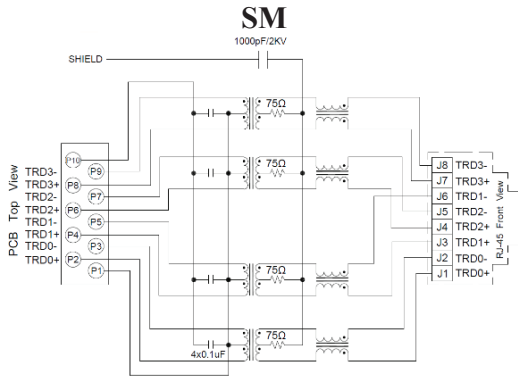 SM
1000pF/2KV
SHIELD
75Ω
P10
P9
TRD3-
TRD3+
P8
TRD2-
P7
TRD2+
P6
TRD1-
P5
TRD1+
P4
TRD0-
P3
TRD0+
P2
P1
PCB Top View
75Ω
75Ω
75Ω
4x0.1uF
J8 TRD3-
J7 TRD3+
J6 TRD1-
J5 TRD2-
J4 TRD2+
J3 TRD1+
J2 TRD0-
J1 TRD0+
RJ-45 Front View